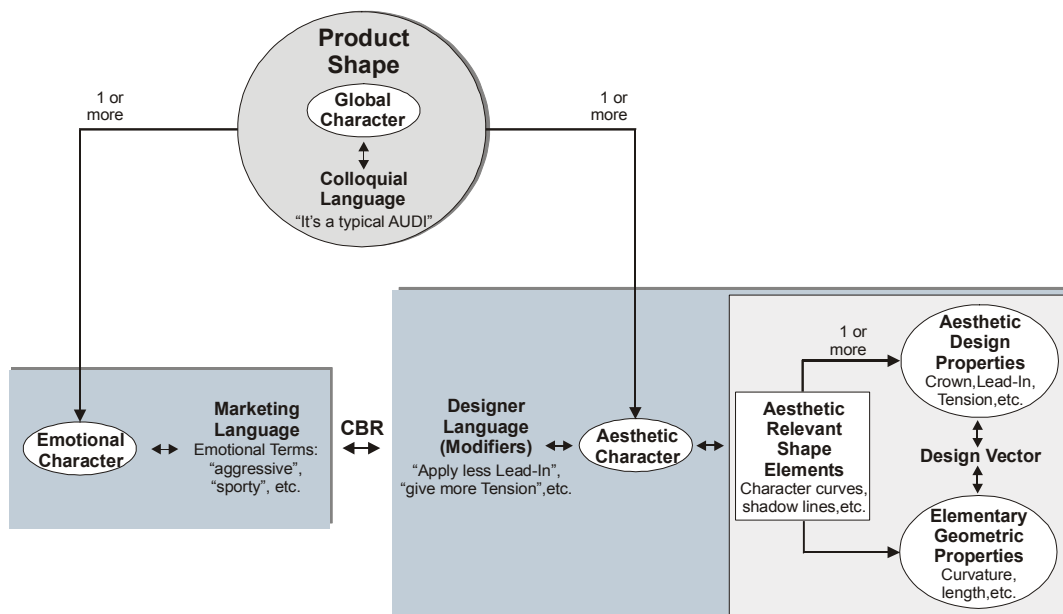 Product
Shape
Global
Character
Colloquial
Language
“It’s a typical AUDI”
1 or
more
1 or
more
Emotional
Character
Marketing
Language
Emotional Terms:
“aggressive”,
“sporty”, etc.
CBR
Designer
Language
(Modifiers)
“Apply less Lead-In”,
“give more Tension”,etc.
Aesthetic
Character
Aesthetic
Relevant
Shape
Elements
Character curves,
shadow lines,etc.
1 or
more
Aesthetic
Design
Properties
Crown,Lead-In,
Tension,etc.
Design Vector
Elementary
Geometric
Properties
Curvature,
length,etc.